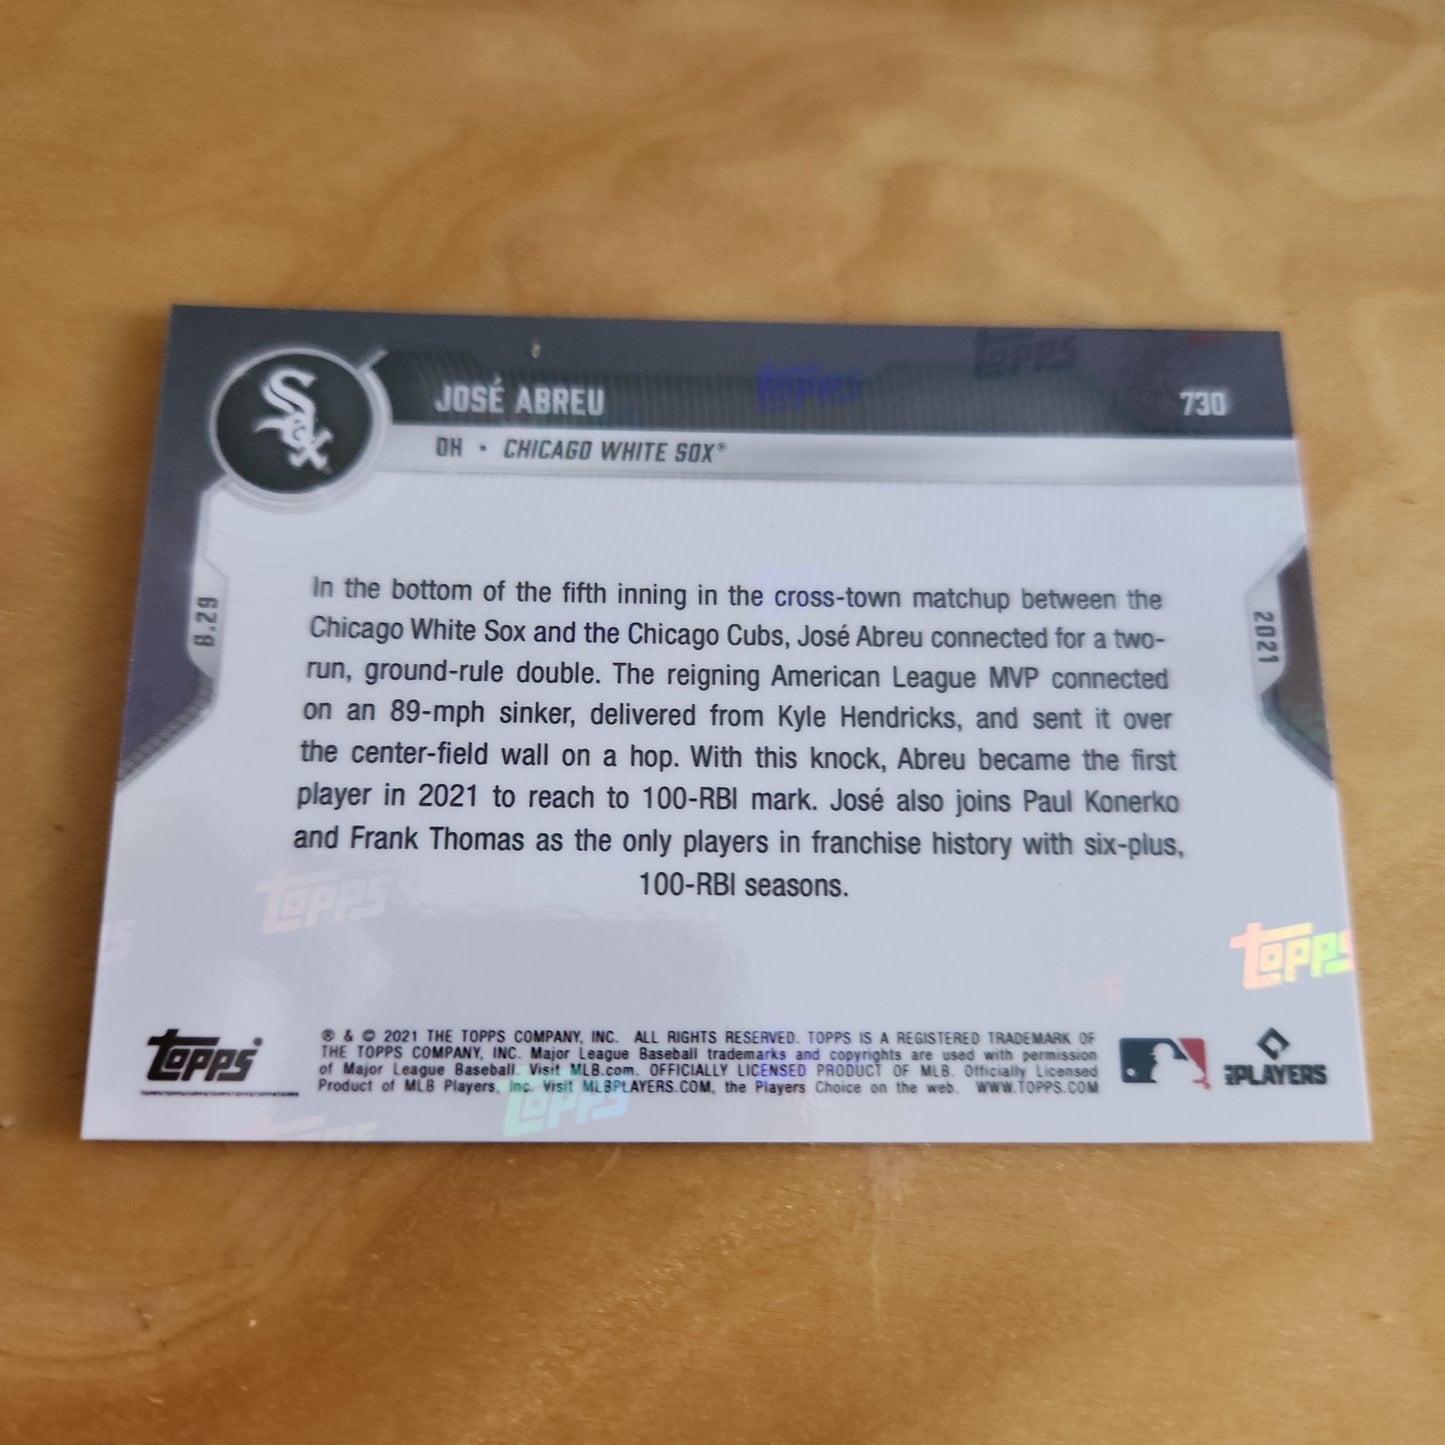 Sox
JOSÉ ABREU
730
DH • CHICAGO WHITE SOX®
8.29
2021
In the bottom of the fifth inning in the cross-town matchup between the
Chicago White Sox and the Chicago Cubs, José Abreu connected for a two-
run, ground-rule double. The reigning American League MVP connected
on an 89-mph sinker, delivered from Kyle Hendricks, and sent it over
the center-field wall on a hop. With this knock, Abreu became the first
player in 2021 to reach to 100-RBI mark. José also joins Paul Konerko
and Frank Thomas as the only players in franchise history with six-plus,
100-RBI seasons.
Topps®
® & © 2021 THE TOPPS COMPANY, INC. ALL RIGHTS RESERVED. TOPPS IS A REGISTERED TRADEMARK OF
THE TOPPS COMPANY, INC. Major League Baseball trademarks and copyrights are used with permission
of Major League Baseball. Visit MLB.com. OFFICIALLY LICENSED PRODUCT OF MLB. Officially Licensed
Product of MLB Players, Inc. Visit MLBPLAYERS.COM, the Players Choice on the web. WWW.TOPPS.COM
MLBPLAYERS
Topps
Topps
Topps
Topps
Topps